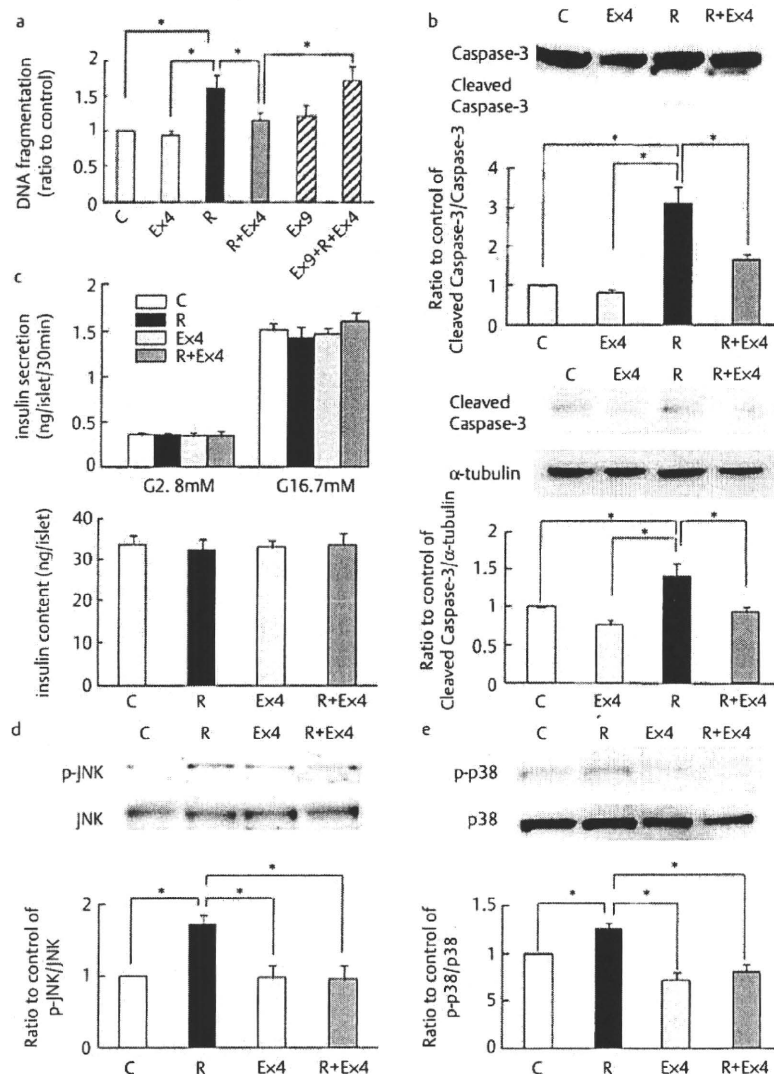 a
DNA fragmentation
(ratio to control)
2
1.5
1
0.5
0
C
Ex4
R
R+Ex4
Ex9
Ex9+R+Ex4
*
*
*
*
b
C Ex4 R R+Ex4
Caspase-3
Cleaved
Caspase-3
Ratio to control of
Cleaved Caspase-3/Caspase-3
4
3
2
1
0
*
*
*
C Ex4 R R+Ex4
C Ex4 R R+Ex4
Cleaved
Caspase-3
α-tubulin
Ratio to control of
Cleaved Caspase-3/α-tubulin
2
1.5
1
0.5
0
*
*
*
C Ex4 R R+Ex4
c
insulin secretion
(ng/islet/30min)
2
1.5
1
0.5
0
C
R
Ex4
R+Ex4
G2. 8mM G16.7mM
insulin content (ng/islet)
40
30
30
20
10
0
C R Ex4 R+Ex4
d
C R Ex4 R+Ex4
p-JNK
JNK
Ratio to control of
p-JNK/JNK
2
1
0
*
*
*
C R Ex4 R+Ex4
e
C R Ex4 R+Ex4
p-p38
p38
Ratio to control of
p-p38/p38
1.5
1
5
0
*
*
*
C R Ex4 R+Ex4